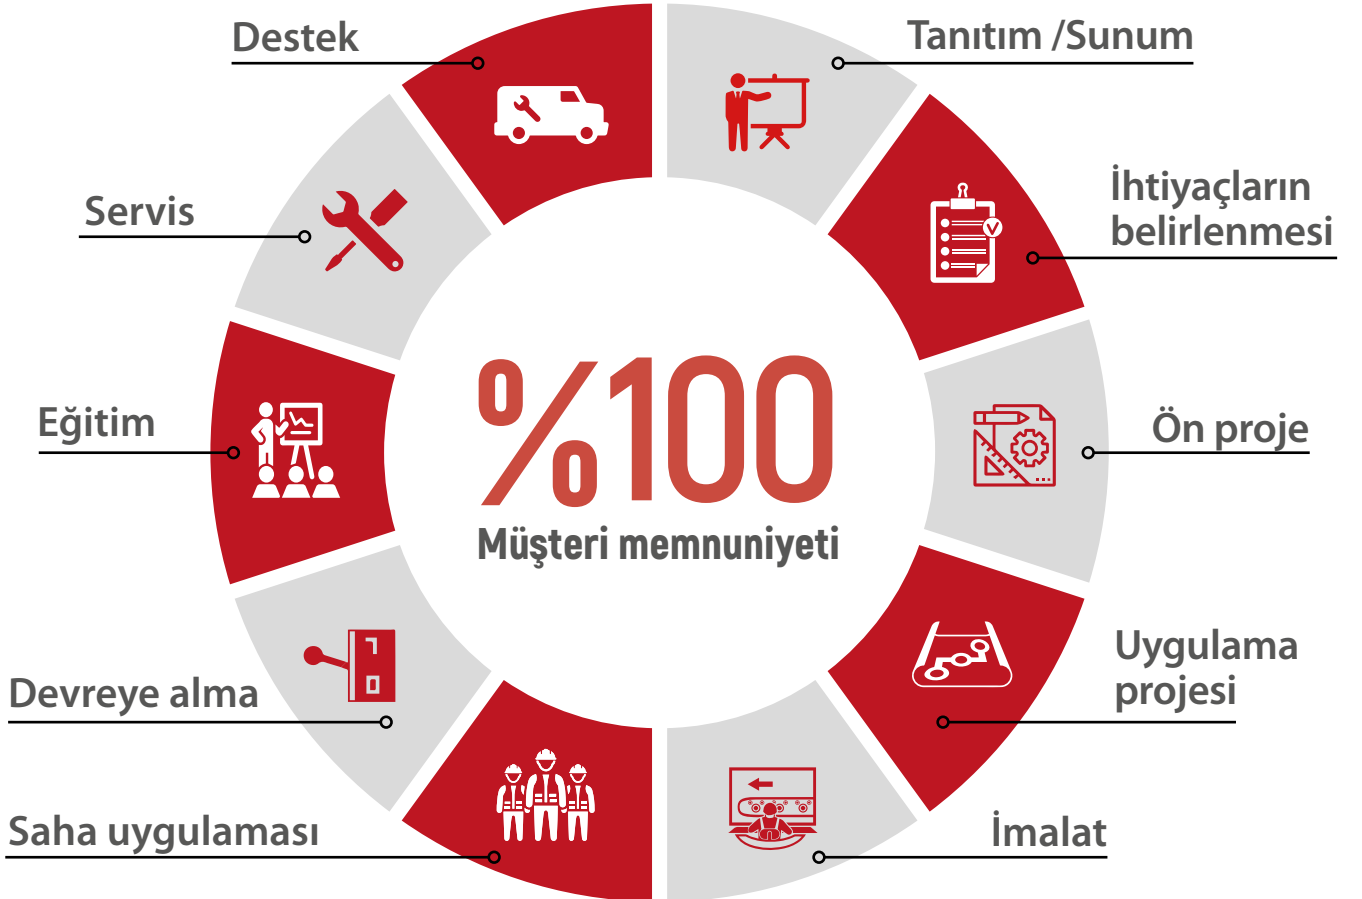 Destek
Tanıtım /Sunum
İhtiyaçların
belirlenmesi
Servis
Eğitim
Ön proje
%100
Müşteri memnuniyeti
Uygulama
projesi
Devreye alma
Saha uygulaması
İmalat